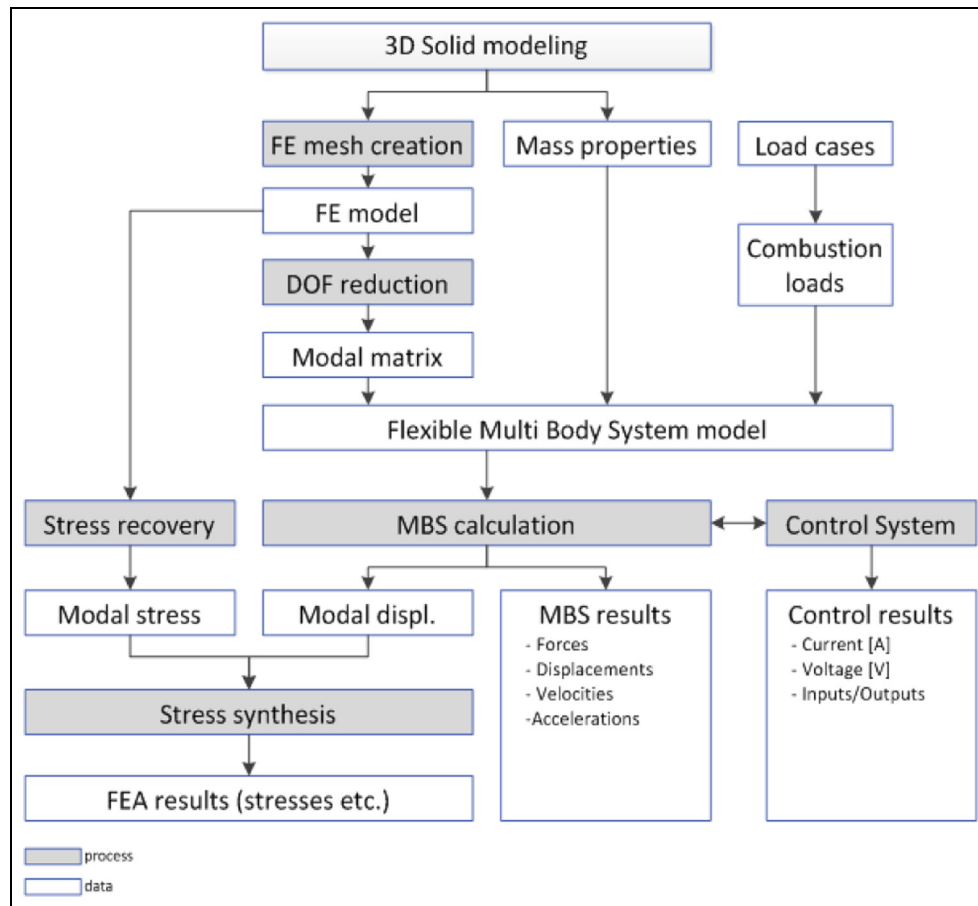 3D Solid modeling
FE mesh creation
Mass properties
Load cases
FE model
Combustion
loads
DOF reduction
Modal matrix
Flexible Multi Body System model
Stress recovery
MBS calculation
Control System
Modal stress
Modal displ.
MBS results
- Forces
- Displacements
- Velocities
-Accelerations
Control results
- Current [A]
- Voltage [V]
- Inputs/Outputs
Stress synthesis
FEA results (stresses etc.)
process
data